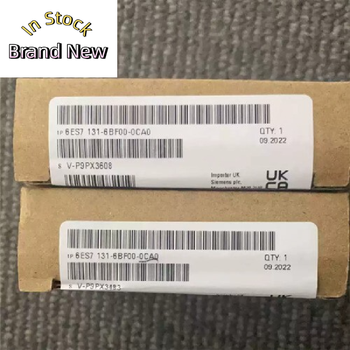 In Stock
Brand New
1P 6ES7 131-6BF00-0CA0
QTY: 1
09.2022
S V-P9PX3608
Importer UK:
Siemens plc,
UK
CA
1P 6ES7 131-6BF00-0CA0
QTY: 1
09.2022
S V-P9PX3483